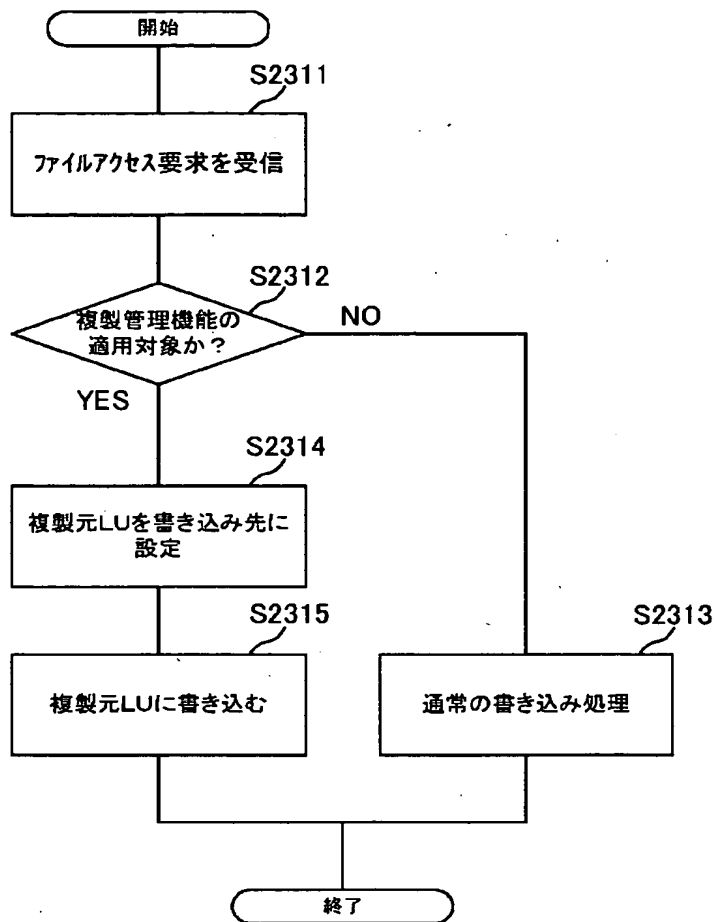 開始
S2311
ファイルアクセス要求を受信
S2312
複製管理機能の
適用対象か？
NO
YES
S2314
複製元LUを書き込み先に
設定
S2315
複製元LUに書き込む
S2313
通常の書き込み処理
終了